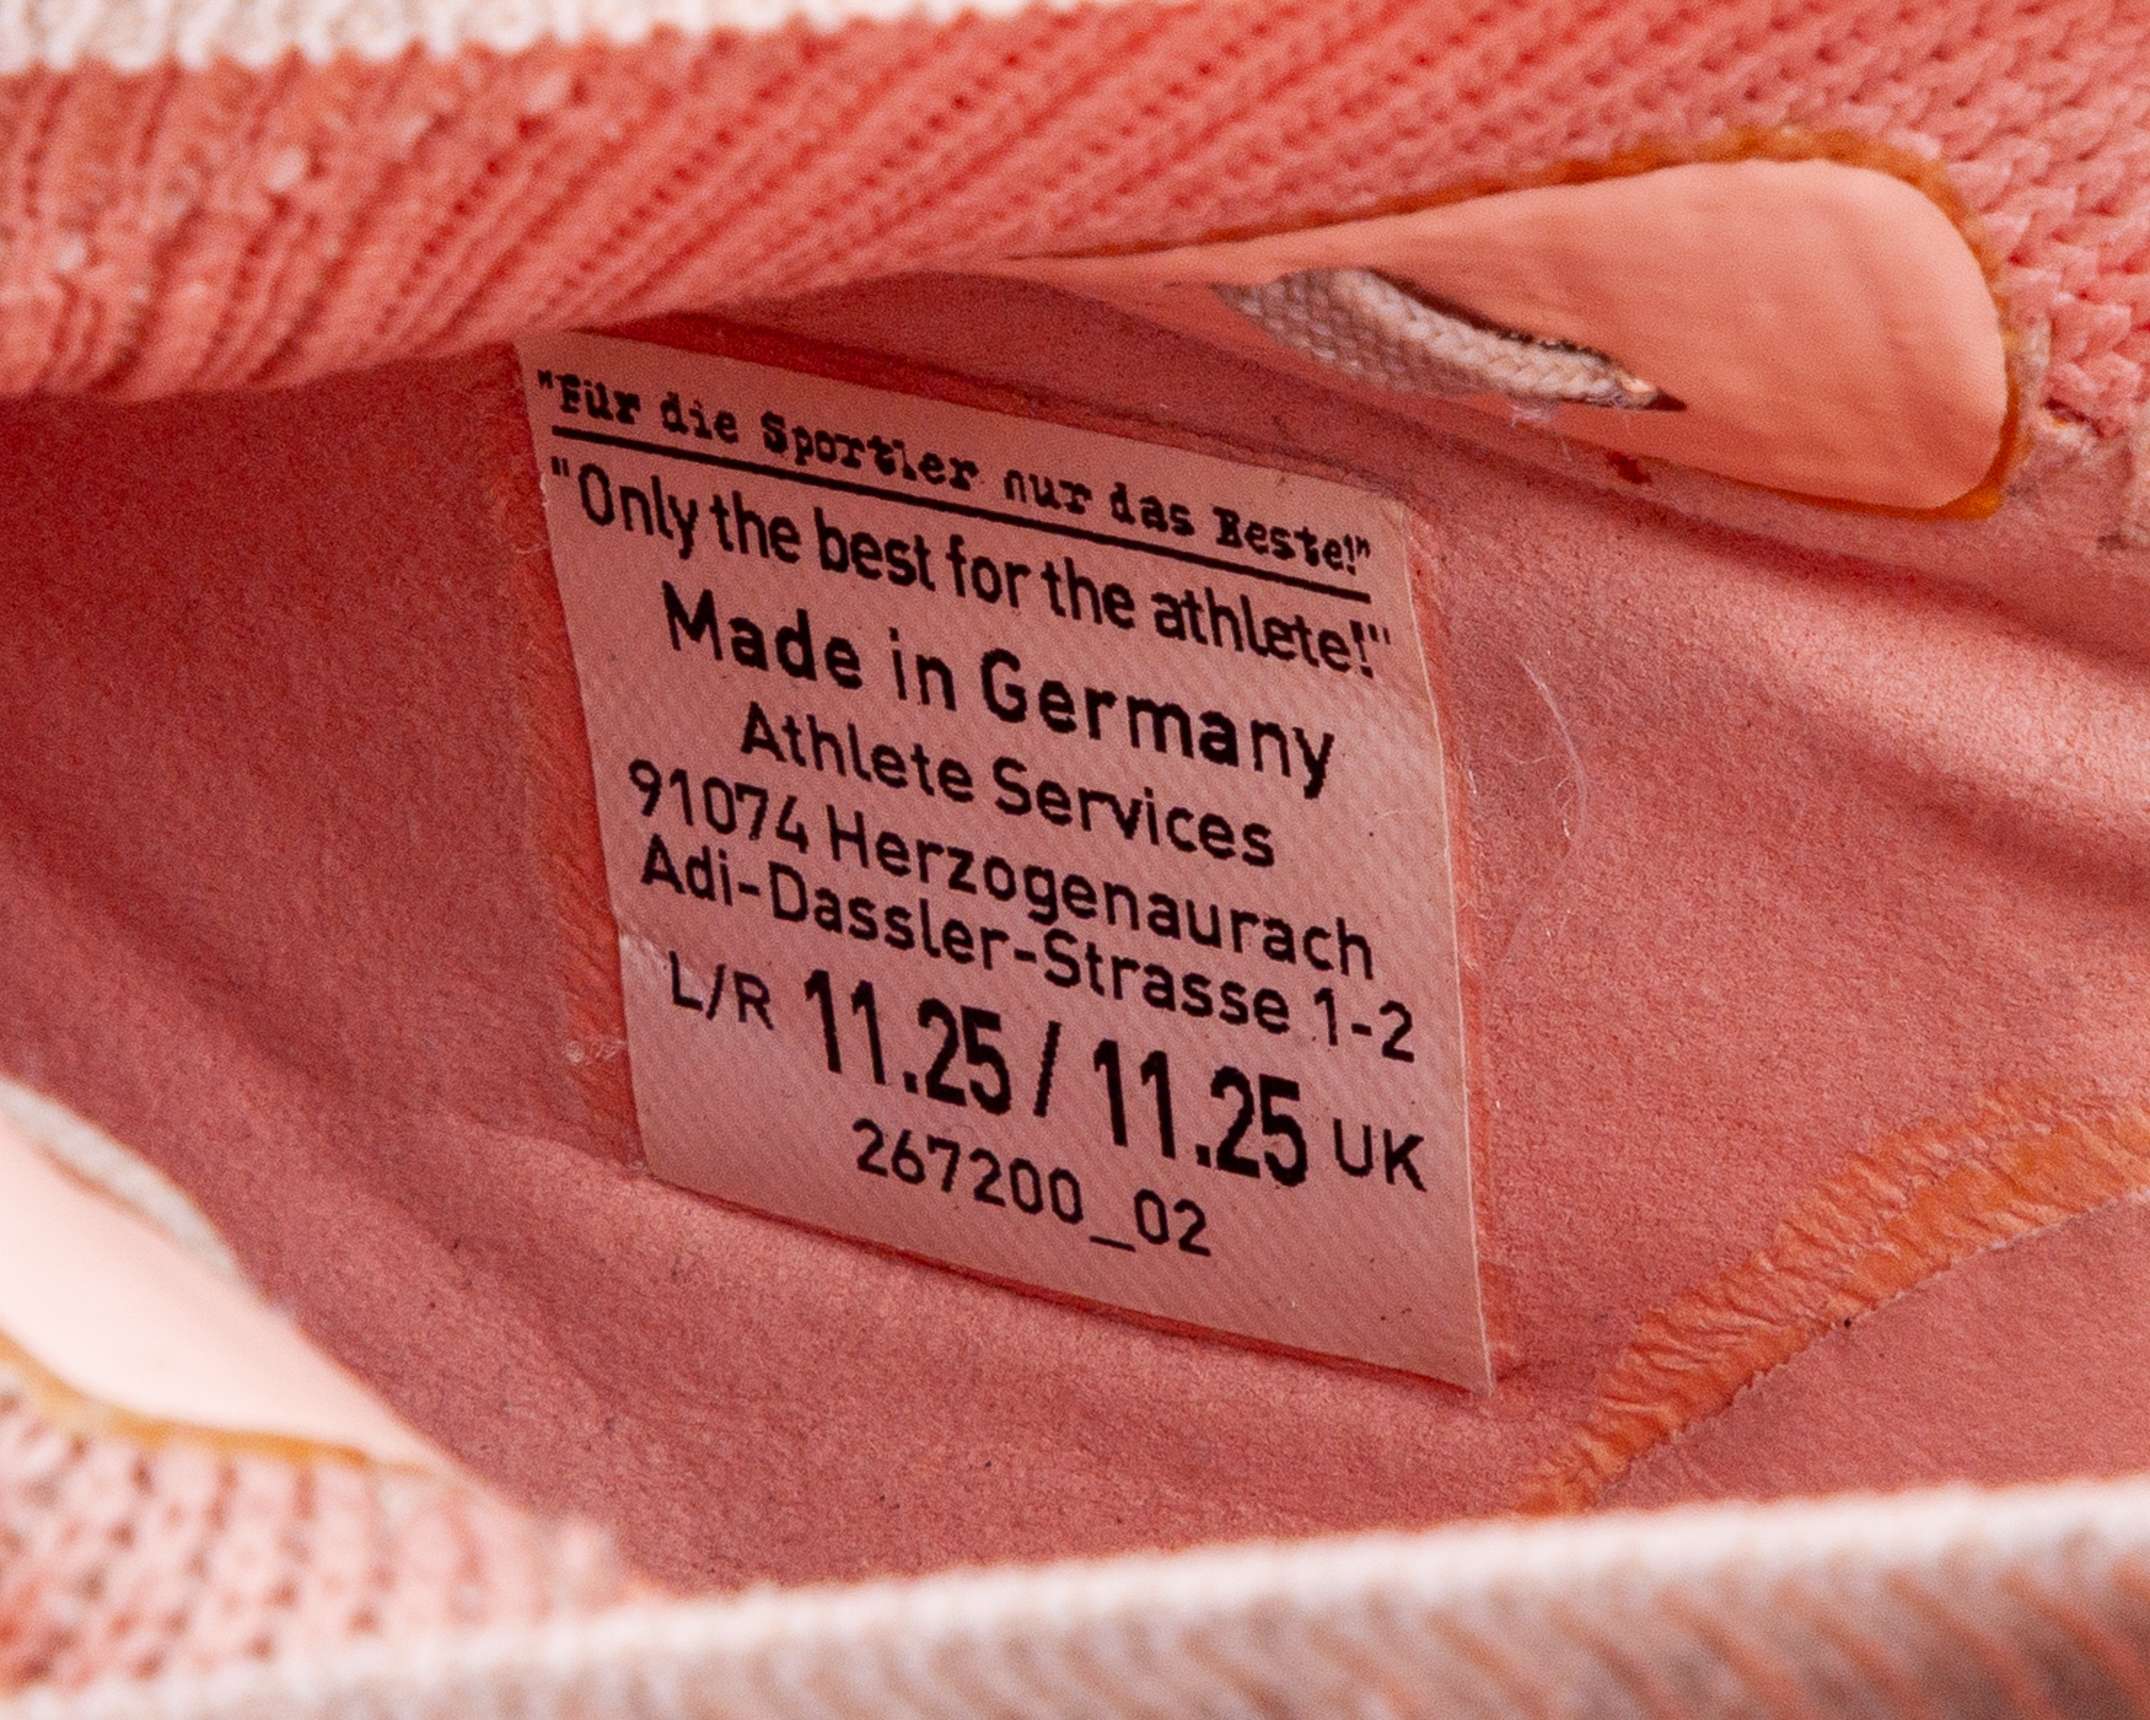 "Für die Sportler nur das Beste!"
"Only the best for the athlete!"
Made in Germany
Athlete Services
91074 Herzogenaurach
Adi-Dassler-Strasse 1-2
L/R 11.25 / 11.25 UK
267200_02